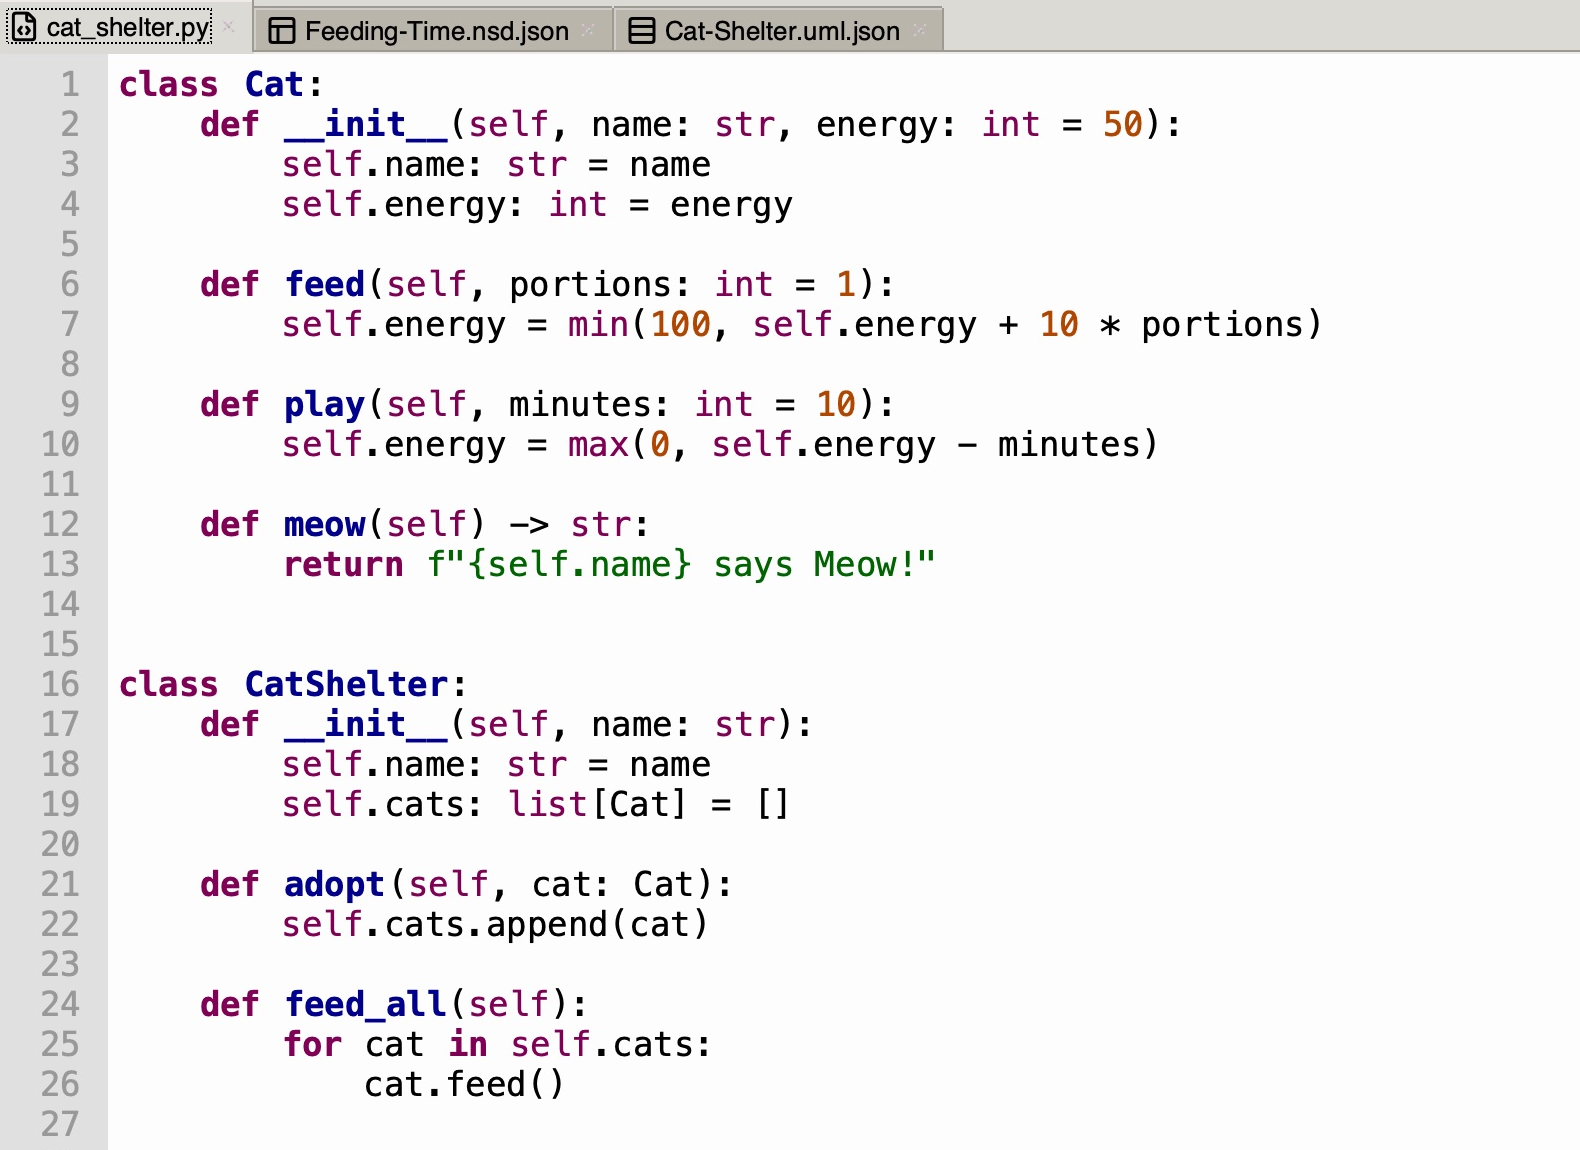 cat_shelter.py Feeding-Time.nsd.json Cat-Shelter.uml.json
1 class Cat:
2     def __init__(self, name: str, energy: int = 50):
3         self.name: str = name
4         self.energy: int = energy
5
6     def feed(self, portions: int = 1):
7         self.energy = min(100, self.energy + 10 * portions)
8
9     def play(self, minutes: int = 10):
10         self.energy = max(0, self.energy - minutes)
11
12     def meow(self) -> str:
13         return f"{self.name} says Meow!"
14
15
16 class CatShelter:
17     def __init__(self, name: str):
18         self.name: str = name
19         self.cats: list[Cat] = []
20
21     def adopt(self, cat: Cat):
22         self.cats.append(cat)
23
24     def feed_all(self):
25         for cat in self.cats:
26             cat.feed()
27